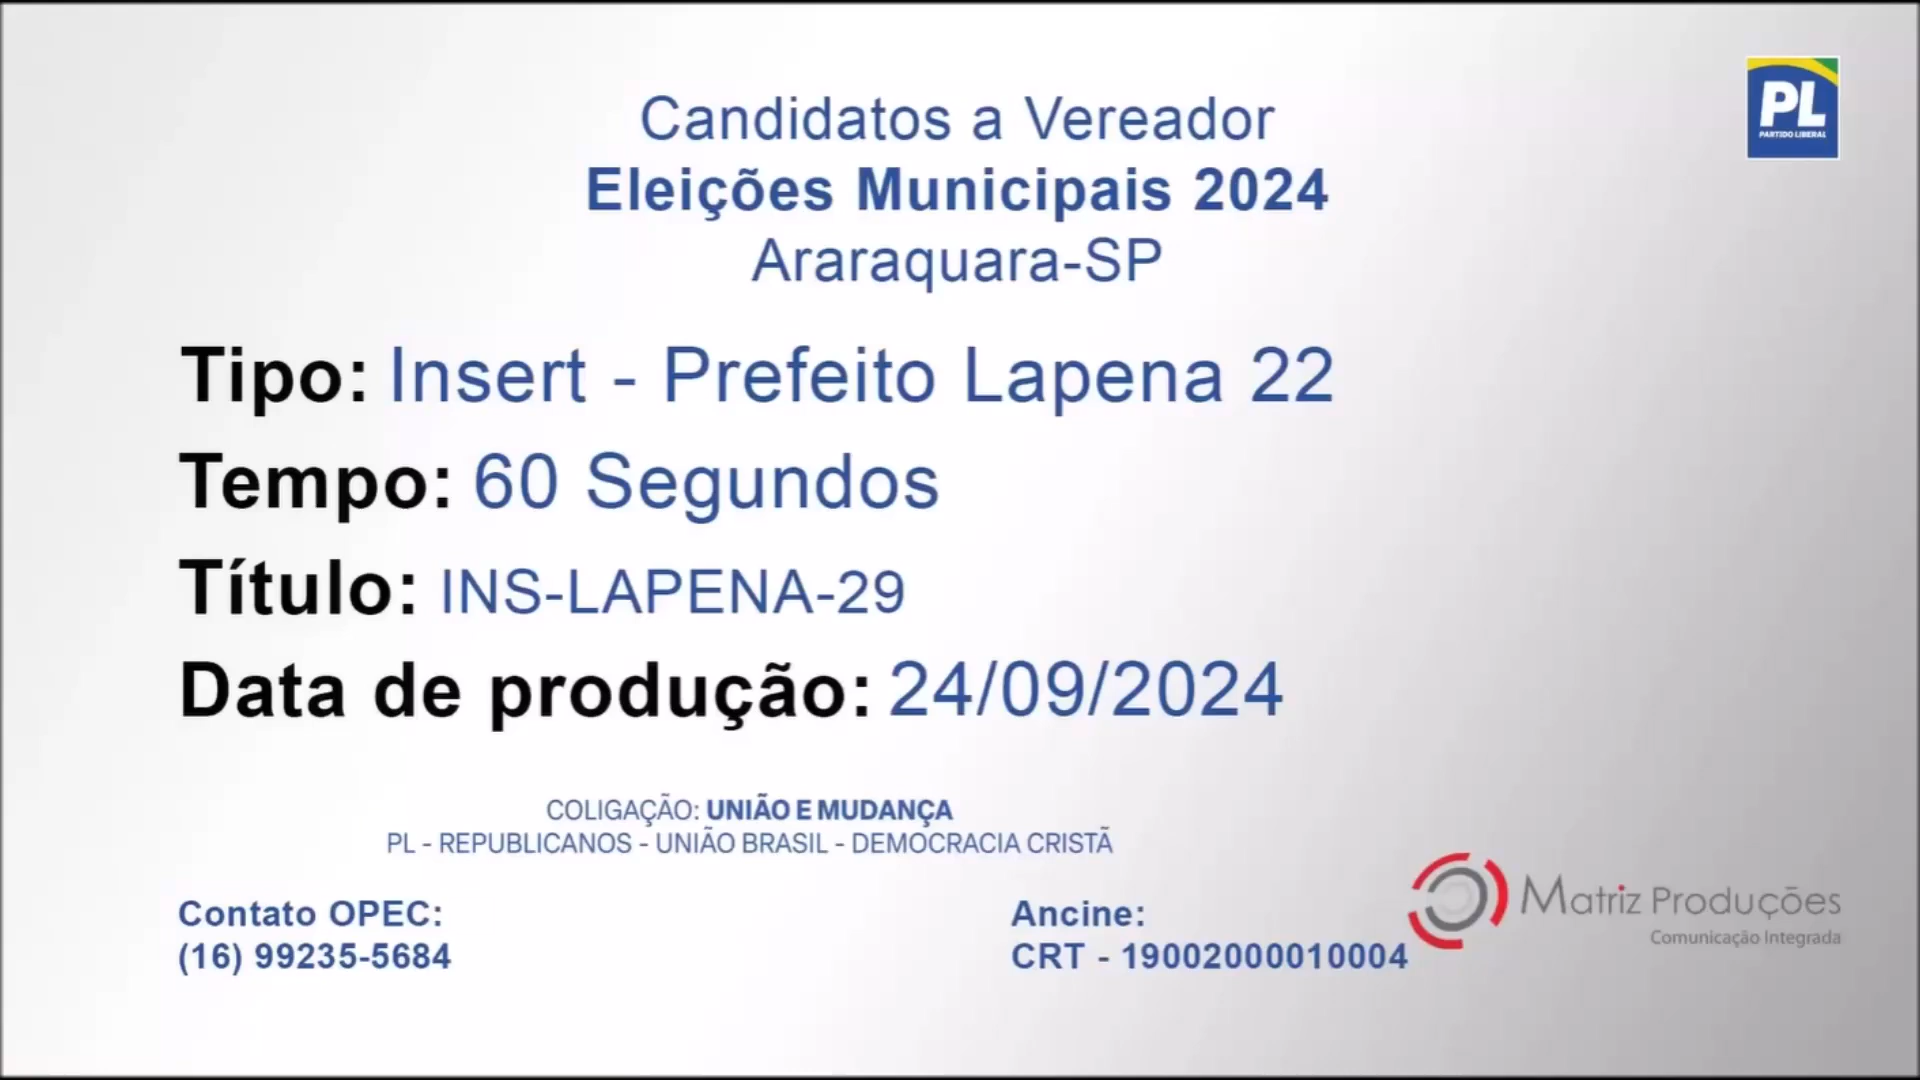 PL
PARTIDO LIBERAL
Candidatos a Vereador
Eleições Municipais 2024
Araraquara-SP
Tipo: Insert - Prefeito Lapena 22
Tempo: 60 Segundos
Título: INS-LAPENA-29
Data de produção: 24/09/2024
COLIGAÇÃO: UNIÃO E MUDANÇA
PL - REPUBLICANOS - UNIÃO BRASIL - DEMOCRACIA CRISTÃ
Contato OPEC:
(16) 99235-5684
Ancine:
CRT - 19002000010004
Matriz Produções
Comunicação Integrada